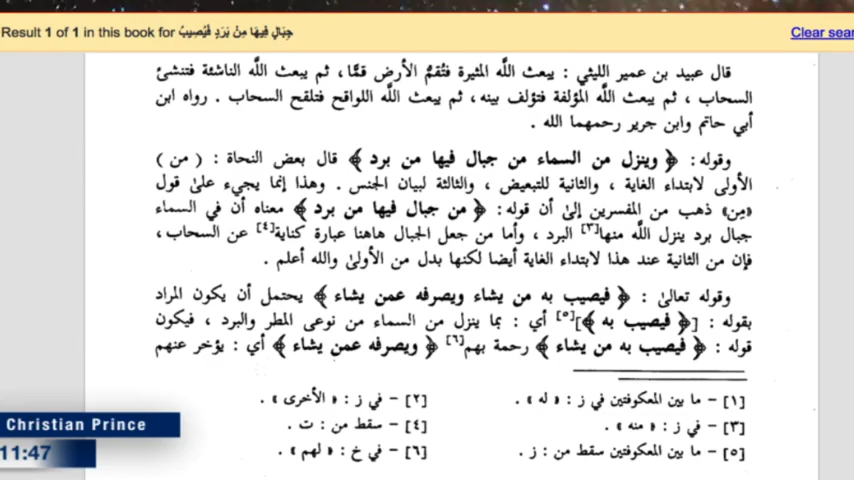 Result 1 of 1 in this book for جِبَالٍ فِيهَا مِنْ بَرَدٍ فَيُصِيبُ
Clear sear
قال عبيد بن عمير الليثي : يبعث اللَّه المثيرة فتُقمُّ الأرض قمًّا، ثم يبعث اللَّه الناشئة فتنشئ
السحاب ، ثم يبعث اللَّه المؤلفة فتؤلف بينه، ثم يبعث اللَّه اللواقح فتلقح السحاب . رواه ابن
أبي حاتم وابن جرير رحمهما الله .
وقوله : ﴿ وينزل من السماء من جبال فيها من برد ﴾ قال بعض النحاة : ( من )
الأولى لابتداء الغاية ، والثانية للتبعيض ، والثالثة لبيان الجنس . وهذا إنما يجيء على قول
«مِن» ذهب من المفسرين إلى أن قوله: ﴿ من جبال فيها من برد ﴾ معناه أن في السماء
جبال برد ينزل اللَّه منها[٣] البرد ، وأما من جعل الجبال هاهنا عبارة كناية[٤] عن السحاب،
فإن من الثانية عند هذا لابتداء الغاية أيضا لكنها بدل من الأولى والله أعلم .
وقوله تعالى : ﴿ فيصيب به من يشاء ويصرفه عمن يشاء ﴾ يحتمل أن يكون المراد
بقوله : [﴿ فيصيب به ﴾][٥] أي : بما ينزل من السماء من نوعى المطر والبرد ، فيكون
قوله : ﴿ فيصيب به من يشاء ﴾ رحمة بهم[٦] ﴿ ويصرفه عمن يشاء ﴾ أي : يؤخر عنهم
[١] - ما بين المعكوفتين في ز : « له » .
[٢] - في ز : « الأخرى » .
[٣] - في ز : « منه » .
[٤] - سقط من : ت .
[٥] - ما بين المعكوفتين سقط من : ز .
[٦] - في خ : « لهم » .
Christian Prince
11:47